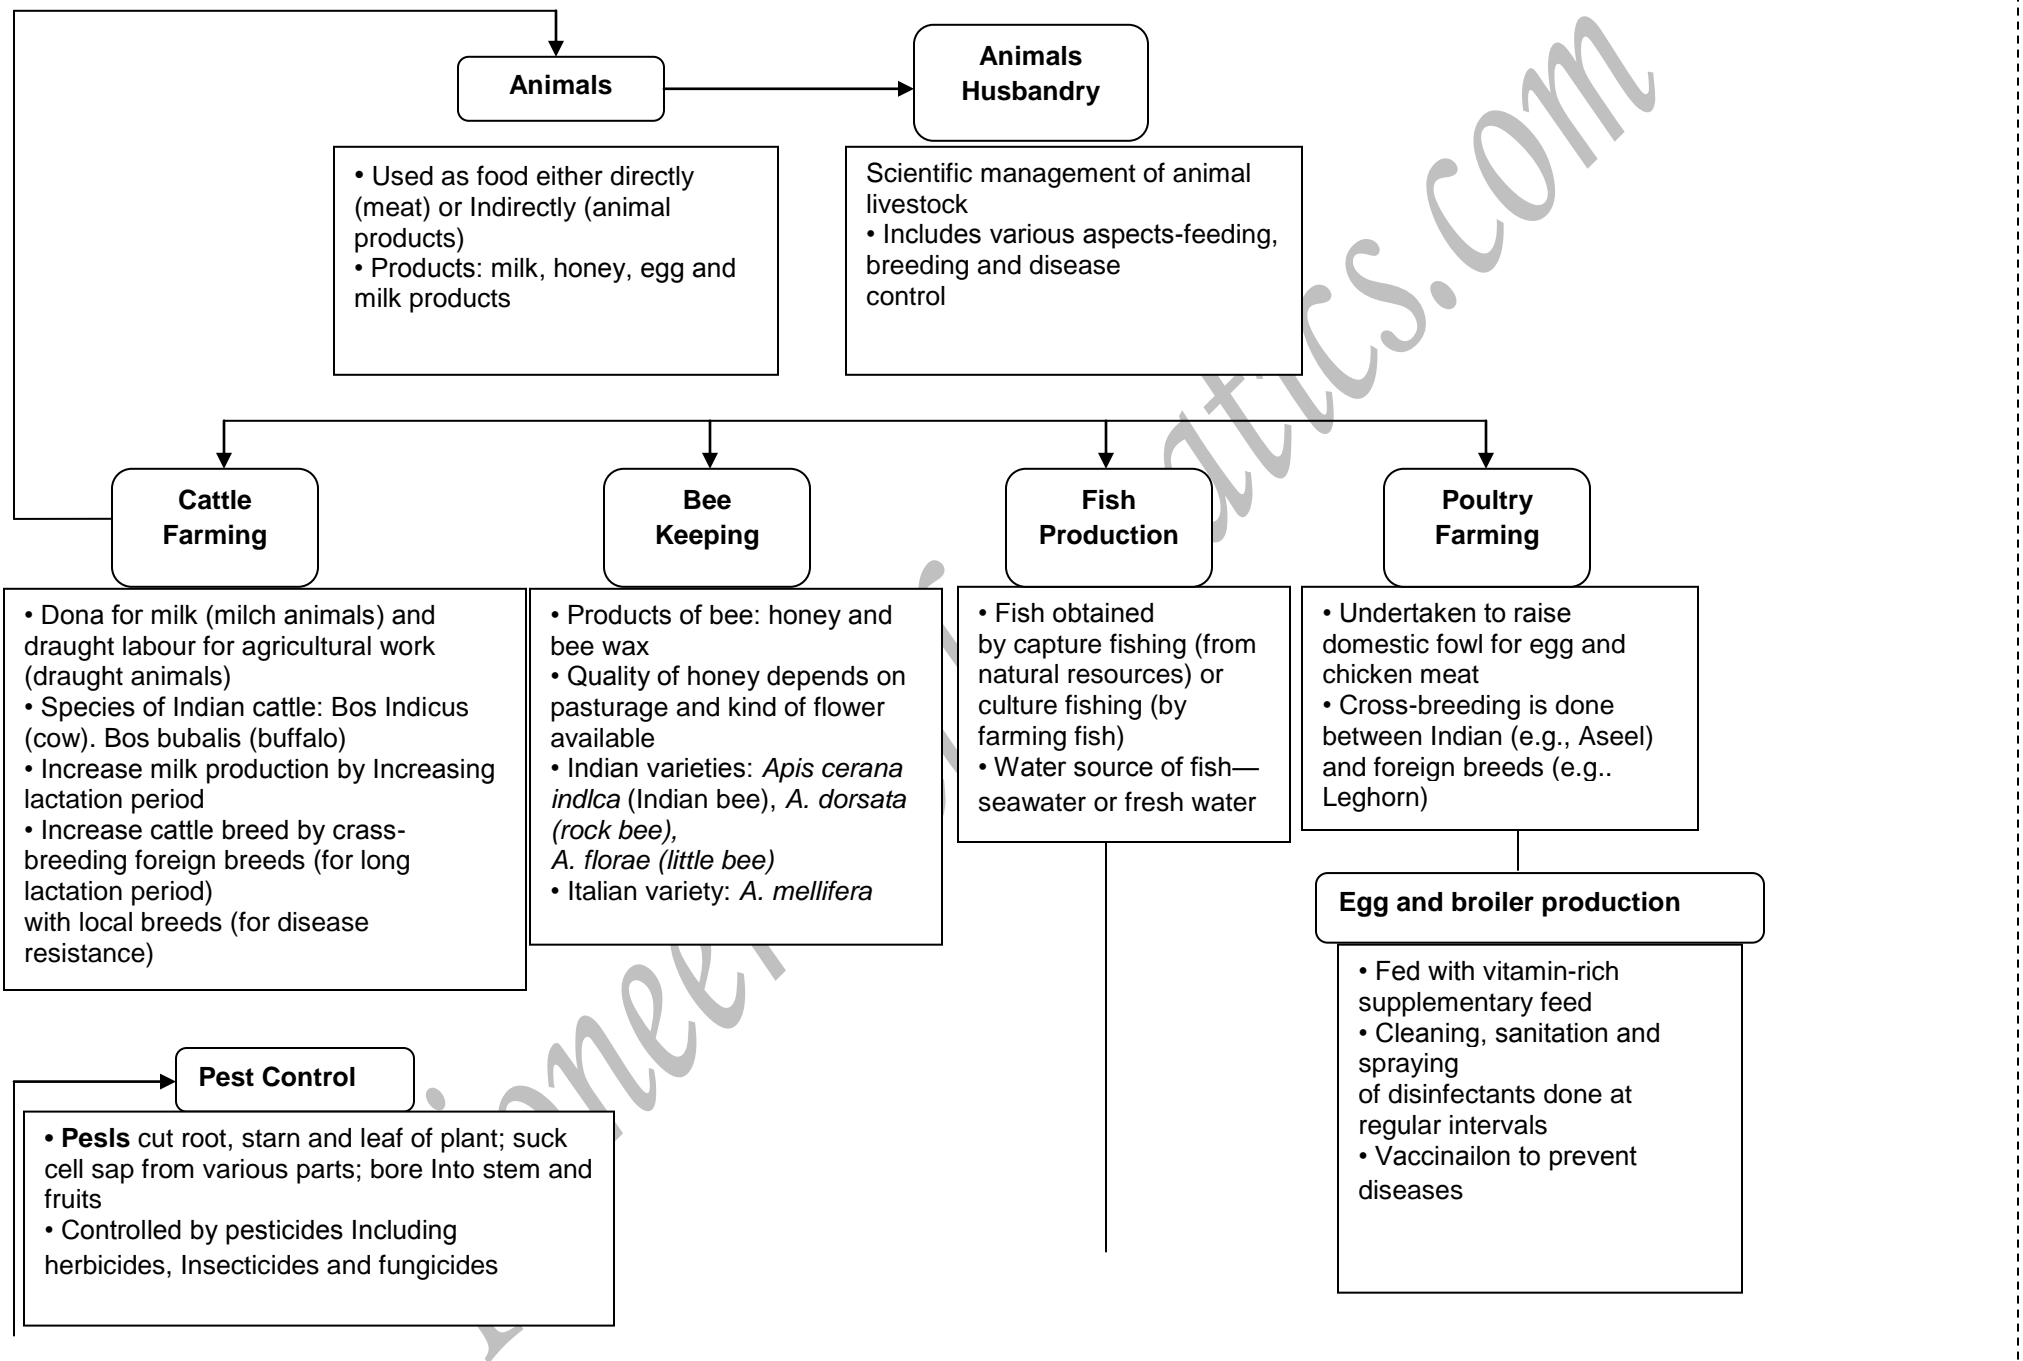 Animals
Animals
Husbandry
• Used as food either directly
(meat) or Indirectly (animal
products)
• Products: milk, honey, egg and
milk products
Scientific management of animal
livestock
• Includes various aspects-feeding,
breeding and disease
control
Cattle
Farming
Bee
Keeping
Fish
Production
Poultry
Farming
• Dona for milk (milch animals) and
draught labour for agricultural work
(draught animals)
• Species of Indian cattle: Bos Indicus
(cow). Bos bubalis (buffalo)
• Increase milk production by Increasing
lactation period
• Increase cattle breed by crass-
breeding foreign breeds (for long
lactation period)
with local breeds (for disease
resistance)
• Products of bee: honey and
bee wax
• Quality of honey depends on
pasturage and kind of flower
available
• Indian varieties: Apis cerana
indlca (Indian bee), A. dorsata
(rock bee),
A. florae (little bee)
• Italian variety: A. mellifera
• Fish obtained
by capture fishing (from
natural resources) or
culture fishing (by
farming fish)
• Water source of fish—
seawater or fresh water
• Undertaken to raise
domestic fowl for egg and
chicken meat
• Cross-breeding is done
between Indian (e.g., Aseel)
and foreign breeds (e.g..
Leghorn)
Egg and broiler production
• Fed with vitamin-rich
supplementary feed
• Cleaning, sanitation and
spraying
of disinfectants done at
regular intervals
• Vaccinailon to prevent
diseases
Pest Control
• PesIs cut root, starn and leaf of plant; suck
cell sap from various parts; bore Into stem and
fruits
• Controlled by pesticides Including
herbicides, Insecticides and fungicides